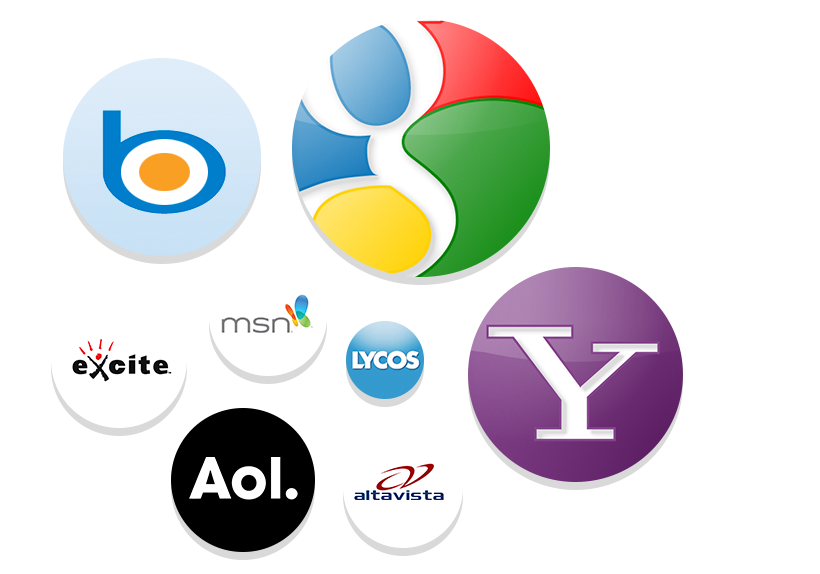 b
msn
excite
LYCOS
Y
Aol.
altavista